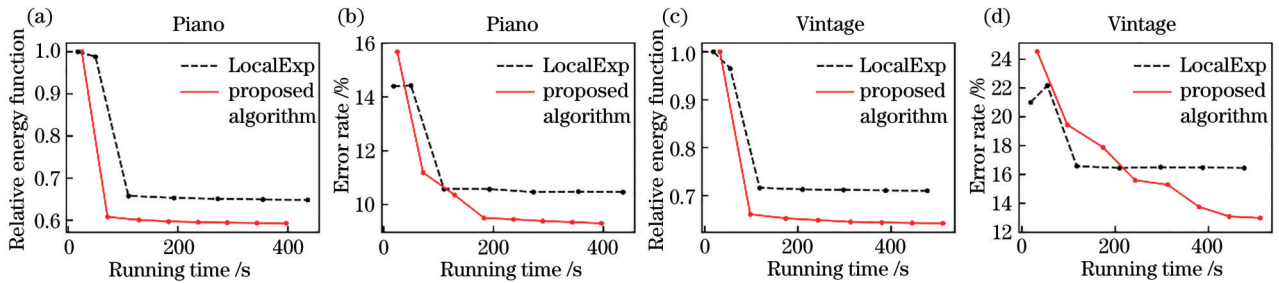 (a) Piano
Relative energy function
1.0
0.9
0.8
0.7
0.6
LocalExp
proposed
algorithm
0 200 400
Running time /s
(b) Piano
Error rate /%
16
14
12
10
LocalExp
proposed
algorithm
0 200 400
Running time /s
(c) Vintage
Relative energy function
1.0
0.9
0.8
0.7
LocalExp
proposed
algorithm
0 200 400
Running time /s
(d) Vintage
Error rate /%
24
22
20
18
16
14
12
LocalExp
proposed
algorithm
0 200 400
Running time /s